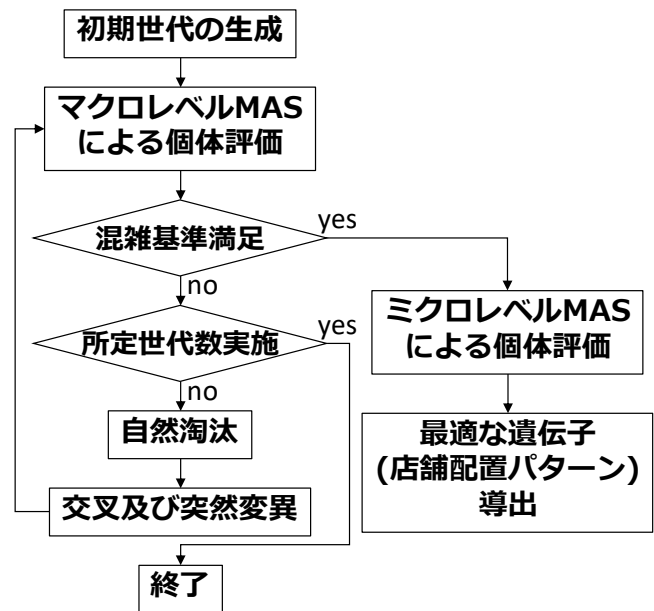 初期世代の生成
マクロレベルMAS
による個体評価
混雑基準満足
yes
no
ミクロレベルMAS
による個体評価
所定世代数実施
yes
no
自然淘汰
最適な遺伝子
(店舗配置パターン)
導出
交叉及び突然変異
終了